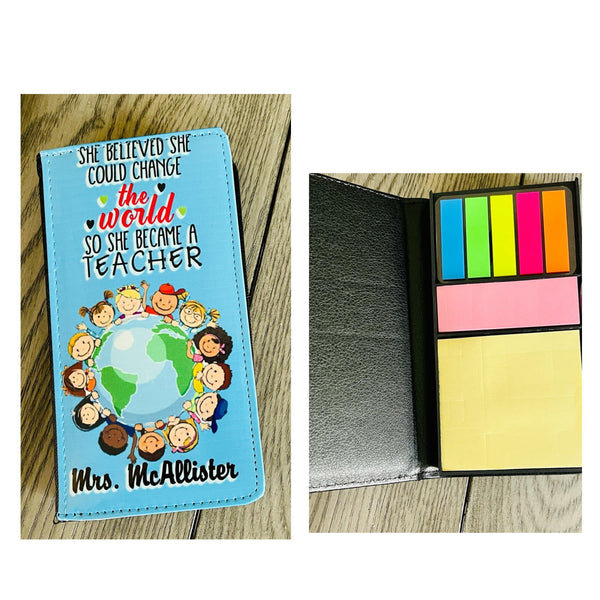 SHE BELIEVED SHE
COULD CHANGE
the
world
SO SHE BECAME A
TEACHER
Mrs. McAllister